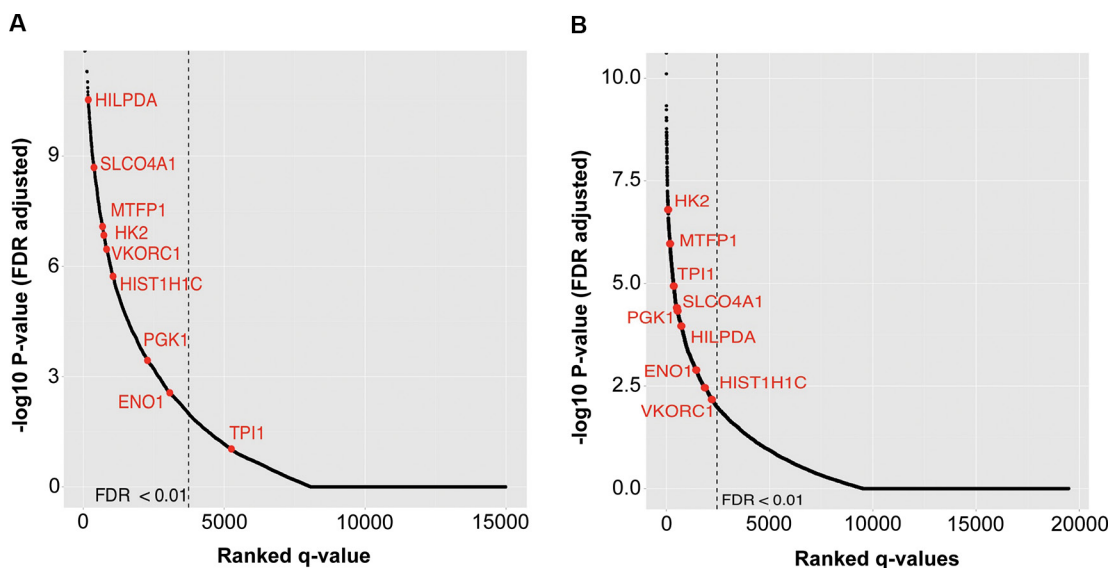 A
-log10 P-value (FDR adjusted)
9
6
3
0
HILPDA
SLCO4A1
MTFP1
HK2
VKORC1
HIST1H1C
PGK1
ENO1
TPI1
FDR < 0.01
0 5000 10000 15000
Ranked q-value
B
-log10 P-value (FDR adjusted)
10.0
7.5
5.0
2.5
0.0
HK2
MTFP1
TPI1
SLCO4A1
PGK1
HILPDA
ENO1
HIST1H1C
VKORC1
FDR < 0.01
0 5000 10000 15000 20000
Ranked q-values